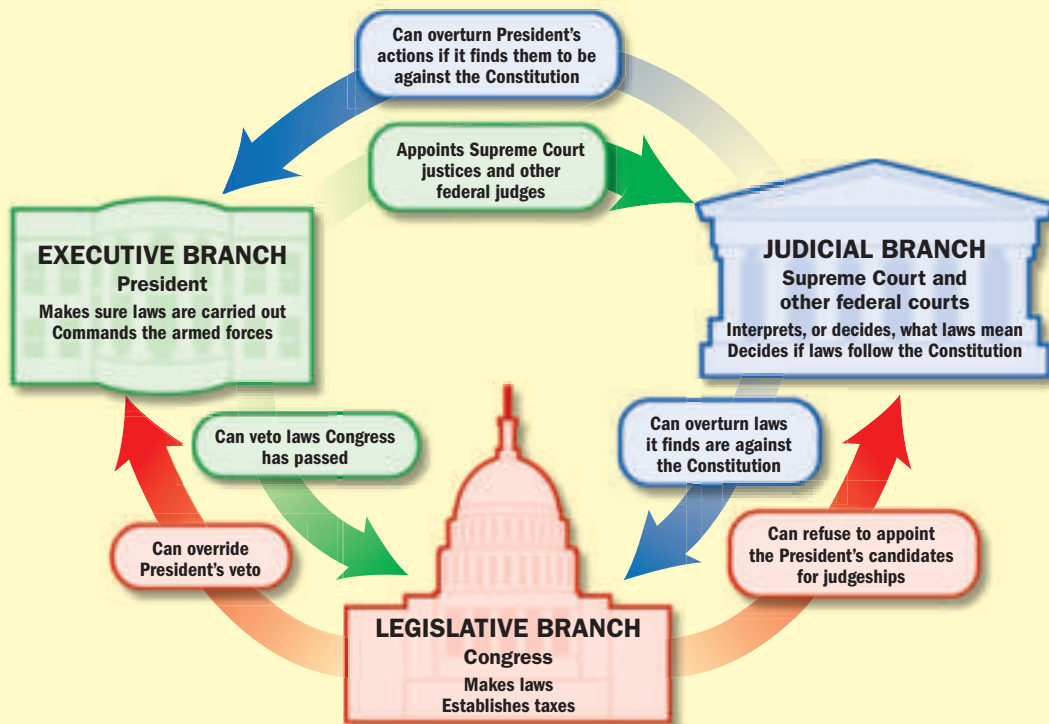 Can overturn President's
actions if it finds them to be
against the Constitution
Appoints Supreme Court
justices and other
federal judges
EXECUTIVE BRANCH
President
Makes sure laws are carried out
Commands the armed forces
JUDICIAL BRANCH
Supreme Court and
other federal courts
Interprets, or decides, what laws mean
Decides if laws follow the Constitution
Can veto laws Congress
has passed
Can overturn laws
it finds are against
the Constitution
Can override
President's veto
Can refuse to appoint
the President's candidates
for judgeships
LEGISLATIVE BRANCH
Congress
Makes laws
Establishes taxes